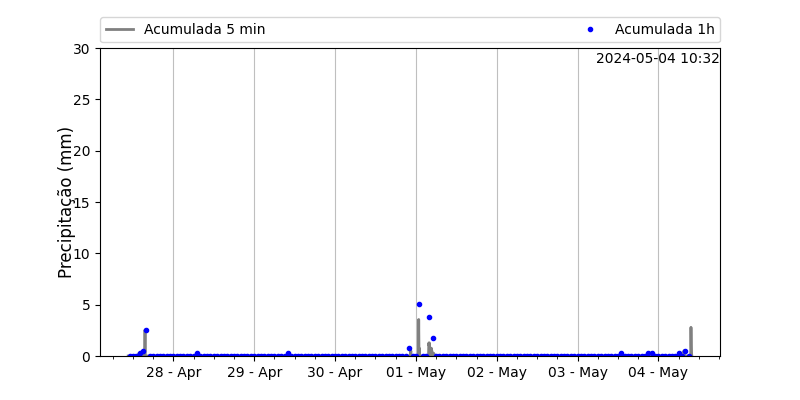 Acumulada 5 min
Acumulada 1h
2024-05-04 10:32
Precipitação (mm)
30
25
20
15
10
5
0
28 - Apr
29 - Apr
30 - Apr
01 - May
02 - May
03 - May
04 - May